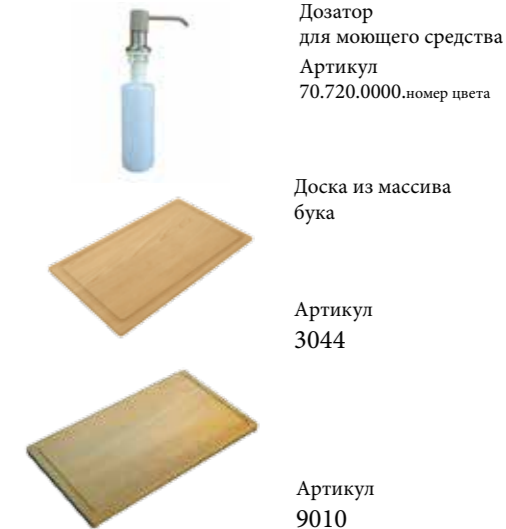 Дозатор
для моющего средства
Артикул
70.720.0000.номер цвета
Доска из массива
бука
Артикул
3044
Артикул
9010